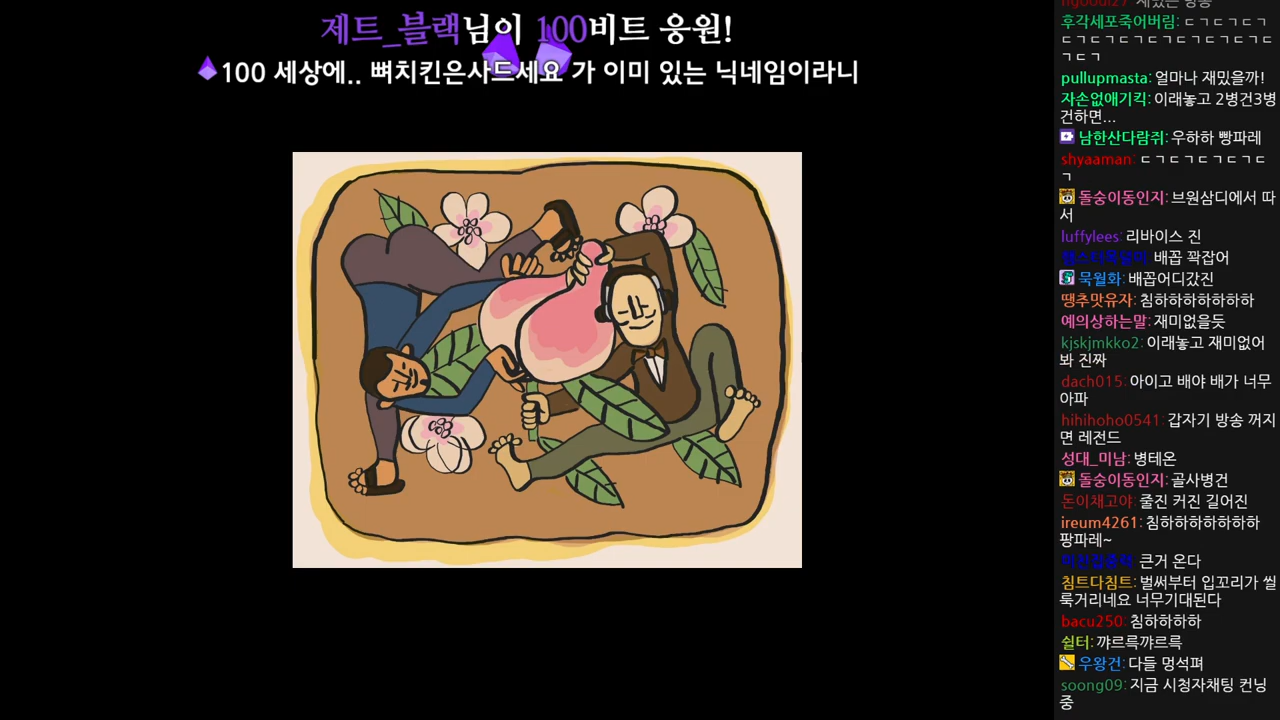 제트_블랙님이 100비트 응원!
100 세상에.. 뼈치킨은사드세요 가 이미 있는 닉네임이라니
ngoodi27: 재밌는 방송
후각세포죽어버림: ㄷㄱㄷㄱㄷㄱ
ㄷㄱㄷㄱㄷㄱㄷㄱㄷㄱㄷㄱㄷㄱㄷ
ㄱㄷㄱ
pullupmasta: 얼마나 재밌을까!
자손없애기킥: 이래놓고 2병건3병
건하면...
남한산다람쥐: 우하하 빵파레
shyaaman: ㄷㄱㄷㄱㄷㄱㄷㄱㄷ
ㄱ
돌숭이동인지: 브원삼디에서 따
서
luffylees: 리바이스 진
배꼽 꽉잡어
묵월화: 배꼽어디갔진
땡추맛유자: 침하하하하하하하
예의상하는말: 재미없을듯
kjskjmkko2: 이래놓고 재미없어
봐 진짜
dach015: 아이고 배야 배가 너무
아파
hihihoho0541: 갑자기 방송 꺼지
면 레전드
성대_미남: 병테온
돌숭이동인지: 골사병건
돈이채고야: 줄진 커진 길어진
ireum4261: 침하하하하하하하
팡파레~
큰거 온다
침트다침트: 벌써부터 입꼬리가 씰
룩거리네요 너무기대된다
bacu250: 침하하하하
쉴터: 꺄르륵꺄르륵
우왕건: 다들 멍석펴
soong09: 지금 시청자채팅 컨닝
중